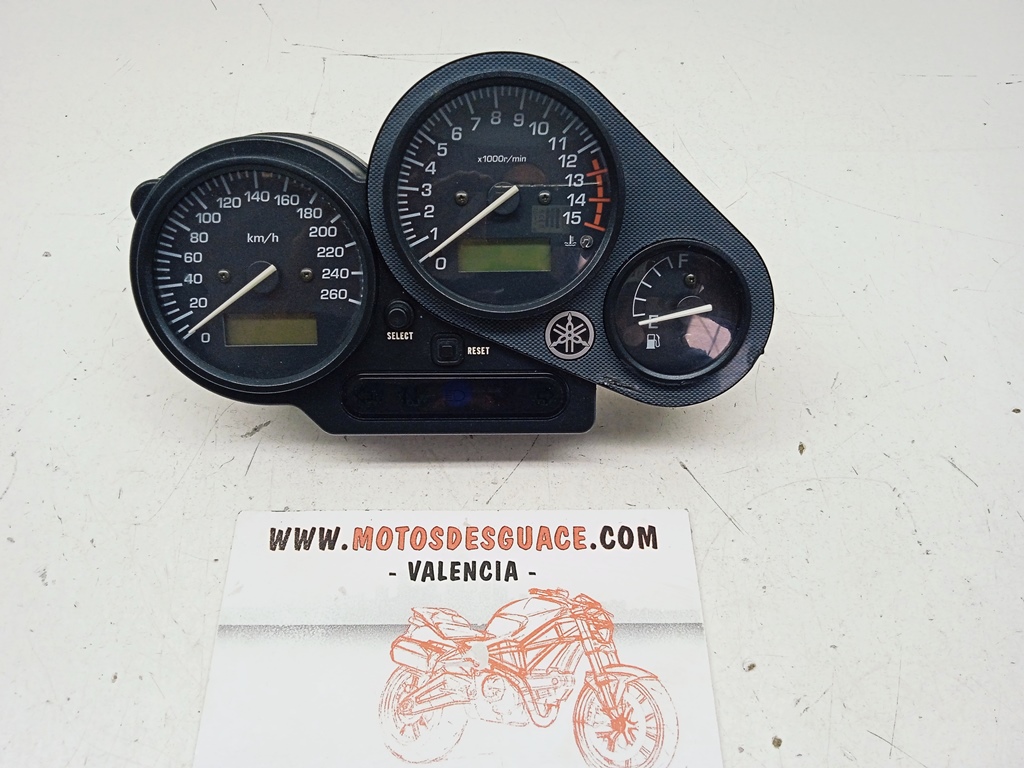 0 20 40 60 80 100 120 140 160 180 200 220 240 260
km/h
0 1 2 3 4 5 6 7 8 9 10 11 12 13 14 15
x1000r/min
F
E
SELECT
RESET
N
WWW.MOTOSDESGUACE.COM
- VALENCIA -